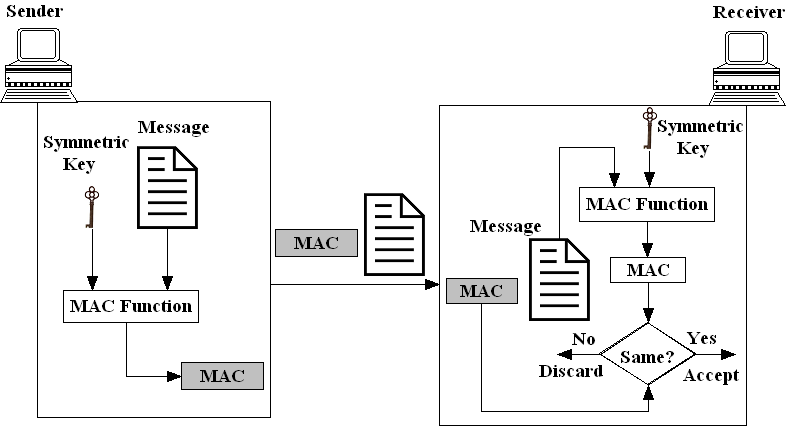 Sender
Receiver
Message
Symmetric
Key
MAC Function
MAC
MAC
Symmetric
Key
MAC Function
Message
MAC
MAC
No
Yes
Same?
Discard
Accept